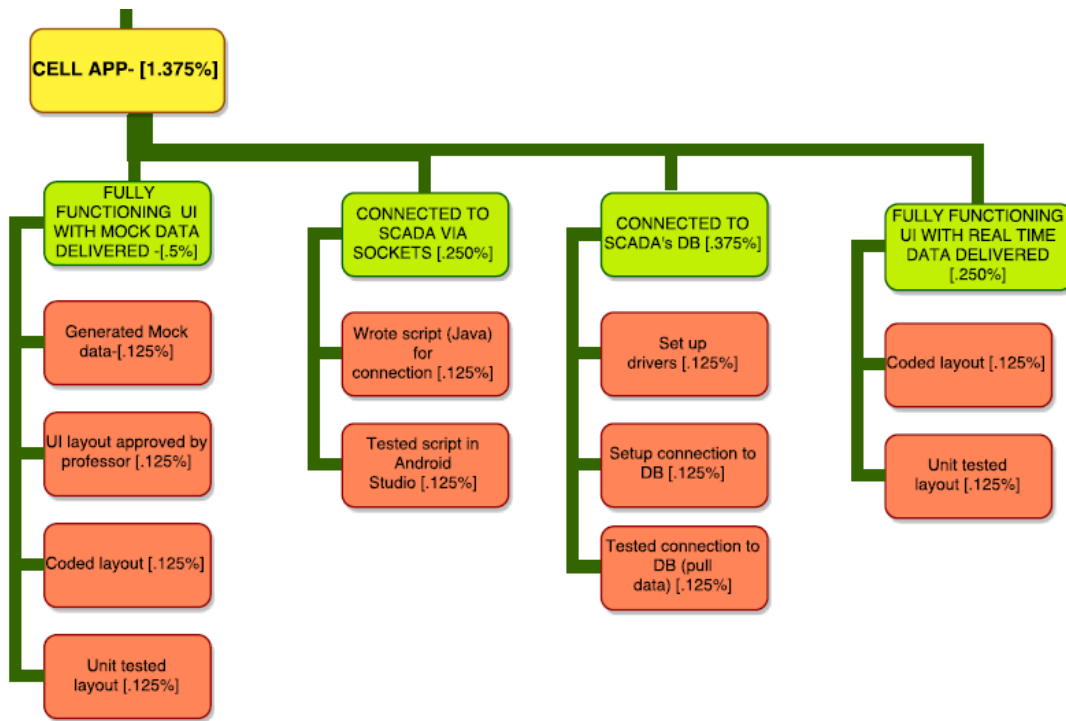 CELL APP- [1.375%]
FULLY
FUNCTIONING UI
WITH MOCK DATA
DELIVERED -[.5%]
Generated Mock
data-[.125%]
UI layout approved by
professor [.125%]
Coded layout [.125%]
Unit tested
layout [.125%]
CONNECTED TO
SCADA VIA
SOCKETS [.250%]
Wrote script (Java)
for
connection [.125%]
Tested script in
Android
Studio [.125%]
CONNECTED TO
SCADA's DB [.375%]
Set up
drivers [.125%]
Setup connection to
DB [.125%]
Tested connection to
DB (pull
data) [.125%]
FULLY FUNCTIONING
UI WITH REAL TIME
DATA DELIVERED
[.250%]
Coded layout [.125%]
Unit tested
layout [.125%]